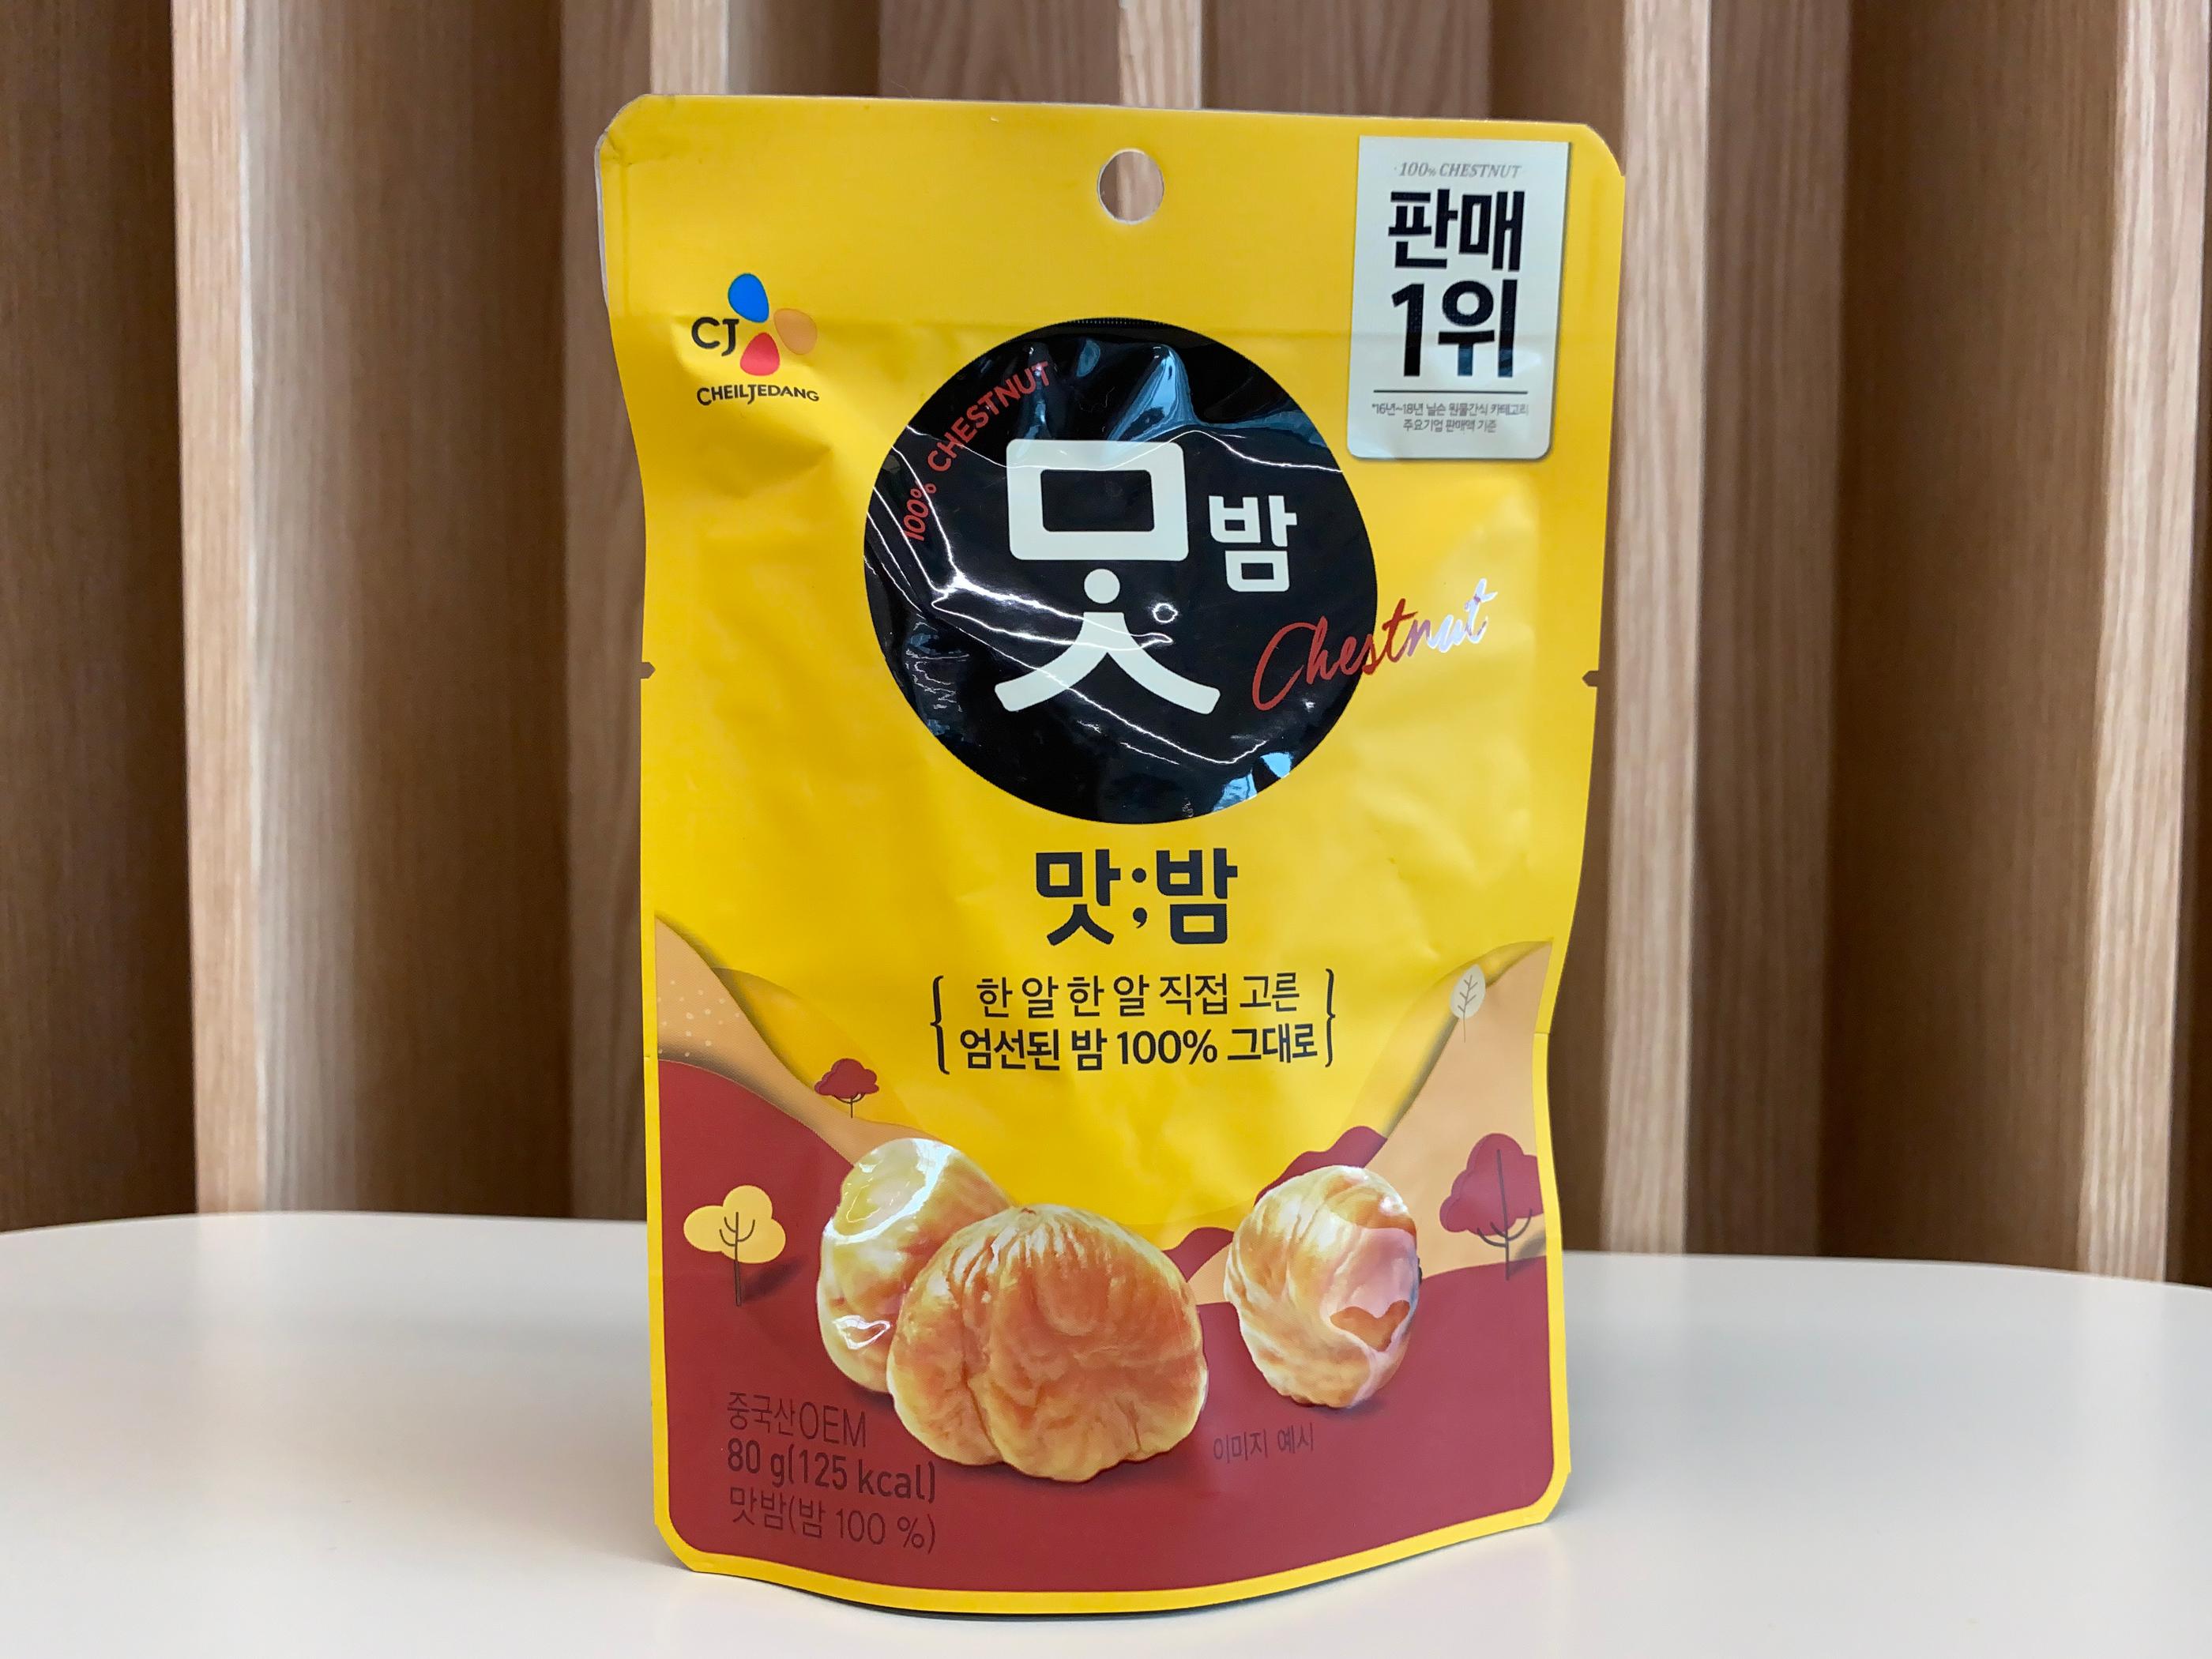 100% CHESTNUT
판매
1위
*16년~18년 닐슨 원물간식 카테고리
주요기업 판매액 기준
CJ
CHEILJEDANG
100% CHESTNUT
맛밤
Chestnut
맛;밤
{한 알 한 알 직접 고른
엄선된 밤 100% 그대로}
중국산OEM
80 g(125 kcal)
맛밤(밤 100 %)
이미지 예시